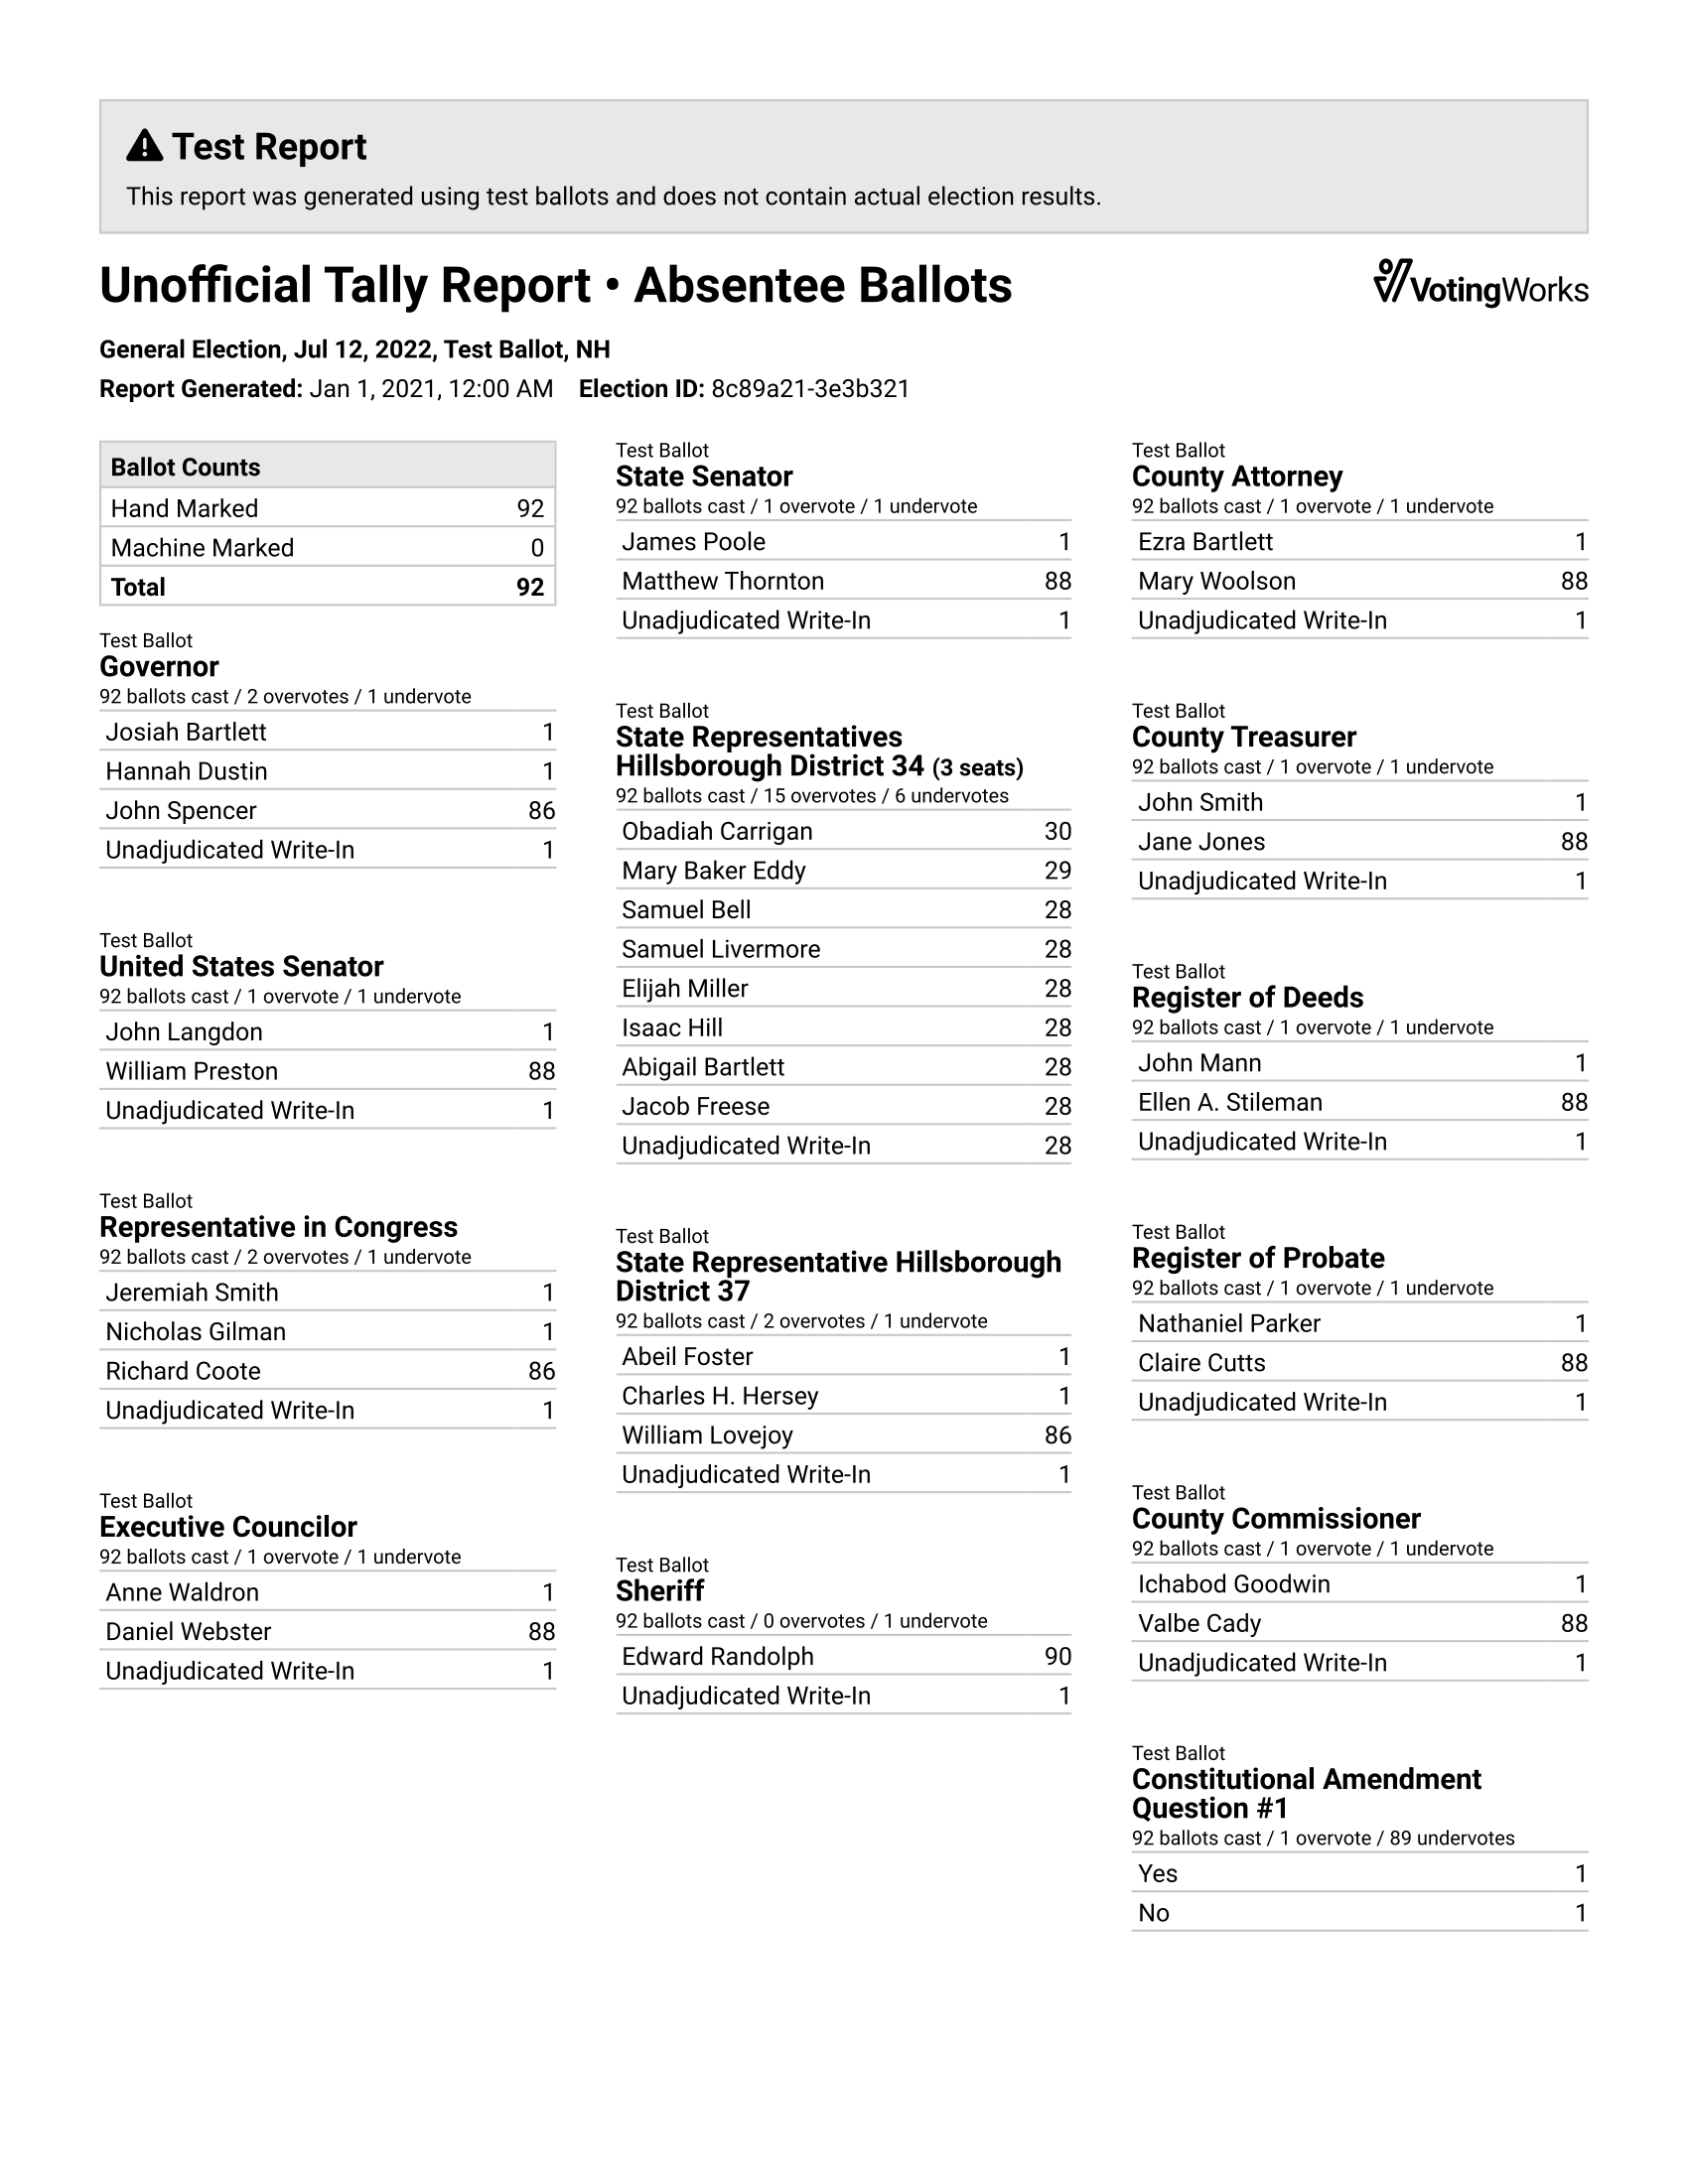 Test Report
This report was generated using test ballots and does not contain actual election results.
Unofficial Tally Report • Absentee Ballots
VotingWorks
General Election, Jul 12, 2022, Test Ballot, NH
Report Generated: Jan 1, 2021, 12:00 AM Election ID: 8c89a21-3e3b321
Ballot Counts
Hand Marked 92
Machine Marked 0
Total 92
Test Ballot
Governor
92 ballots cast / 2 overvotes / 1 undervote
Josiah Bartlett 1
Hannah Dustin 1
John Spencer 86
Unadjudicated Write-In 1
Test Ballot
United States Senator
92 ballots cast / 1 overvote / 1 undervote
John Langdon 1
William Preston 88
Unadjudicated Write-In 1
Test Ballot
Representative in Congress
92 ballots cast / 2 overvotes / 1 undervote
Jeremiah Smith 1
Nicholas Gilman 1
Richard Coote 86
Unadjudicated Write-In 1
Test Ballot
Executive Councilor
92 ballots cast / 1 overvote / 1 undervote
Anne Waldron 1
Daniel Webster 88
Unadjudicated Write-In 1
Test Ballot
State Senator
92 ballots cast / 1 overvote / 1 undervote
James Poole 1
Matthew Thornton 88
Unadjudicated Write-In 1
Test Ballot
State Representatives
Hillsborough District 34 (3 seats)
92 ballots cast / 15 overvotes / 6 undervotes
Obadiah Carrigan 30
Mary Baker Eddy 29
Samuel Bell 28
Samuel Livermore 28
Elijah Miller 28
Isaac Hill 28
Abigail Bartlett 28
Jacob Freese 28
Unadjudicated Write-In 28
Test Ballot
State Representative Hillsborough
District 37
92 ballots cast / 2 overvotes / 1 undervote
Abeil Foster 1
Charles H. Hersey 1
William Lovejoy 86
Unadjudicated Write-In 1
Test Ballot
Sheriff
92 ballots cast / 0 overvotes / 1 undervote
Edward Randolph 90
Unadjudicated Write-In 1
Test Ballot
County Attorney
92 ballots cast / 1 overvote / 1 undervote
Ezra Bartlett 1
Mary Woolson 88
Unadjudicated Write-In 1
Test Ballot
County Treasurer
92 ballots cast / 1 overvote / 1 undervote
John Smith 1
Jane Jones 88
Unadjudicated Write-In 1
Test Ballot
Register of Deeds
92 ballots cast / 1 overvote / 1 undervote
John Mann 1
Ellen A. Stileman 88
Unadjudicated Write-In 1
Test Ballot
Register of Probate
92 ballots cast / 1 overvote / 1 undervote
Nathaniel Parker 1
Claire Cutts 88
Unadjudicated Write-In 1
Test Ballot
County Commissioner
92 ballots cast / 1 overvote / 1 undervote
Ichabod Goodwin 1
Valbe Cady 88
Unadjudicated Write-In 1
Test Ballot
Constitutional Amendment
Question #1
92 ballots cast / 1 overvote / 89 undervotes
Yes 1
No 1